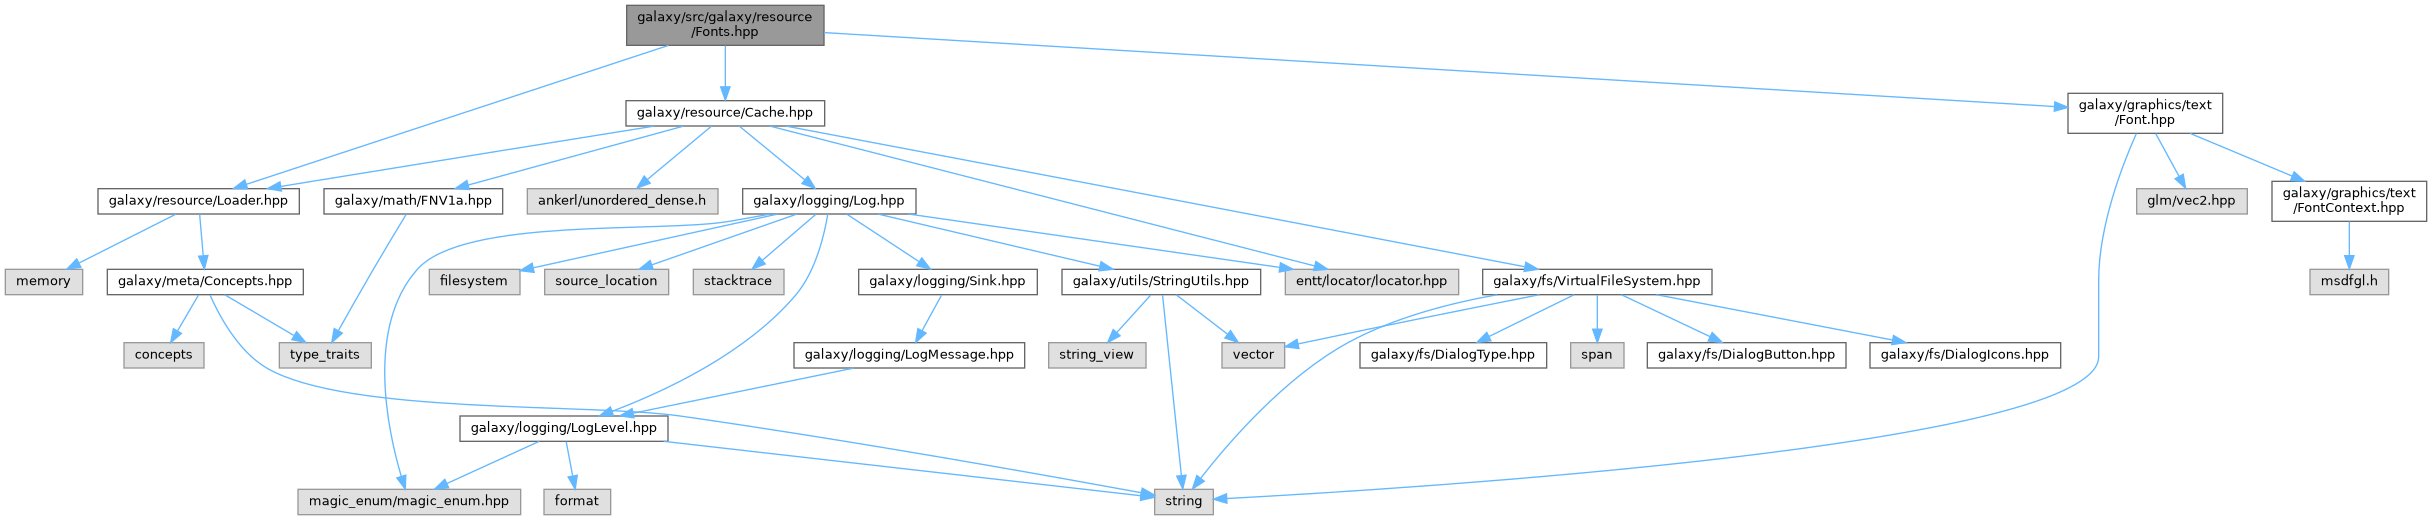 galaxy/src/galaxy/resource
/Fonts.hpp
galaxy/resource/Cache.hpp
galaxy/graphics/text
/Font.hpp
galaxy/resource/Loader.hpp
galaxy/math/FNV1a.hpp
ankerl/unordered_dense.h
galaxy/logging/Log.hpp
glm/vec2.hpp
galaxy/graphics/text
/FontContext.hpp
memory
galaxy/meta/Concepts.hpp
filesystem
source_location
stacktrace
galaxy/logging/Sink.hpp
galaxy/utils/StringUtils.hpp
entt/locator/locator.hpp
galaxy/fs/VirtualFileSystem.hpp
msdfgl.h
concepts
type_traits
galaxy/logging/LogMessage.hpp
string_view
vector
galaxy/fs/DialogType.hpp
span
galaxy/fs/DialogButton.hpp
galaxy/fs/DialogIcons.hpp
galaxy/logging/LogLevel.hpp
magic_enum/magic_enum.hpp
format
string